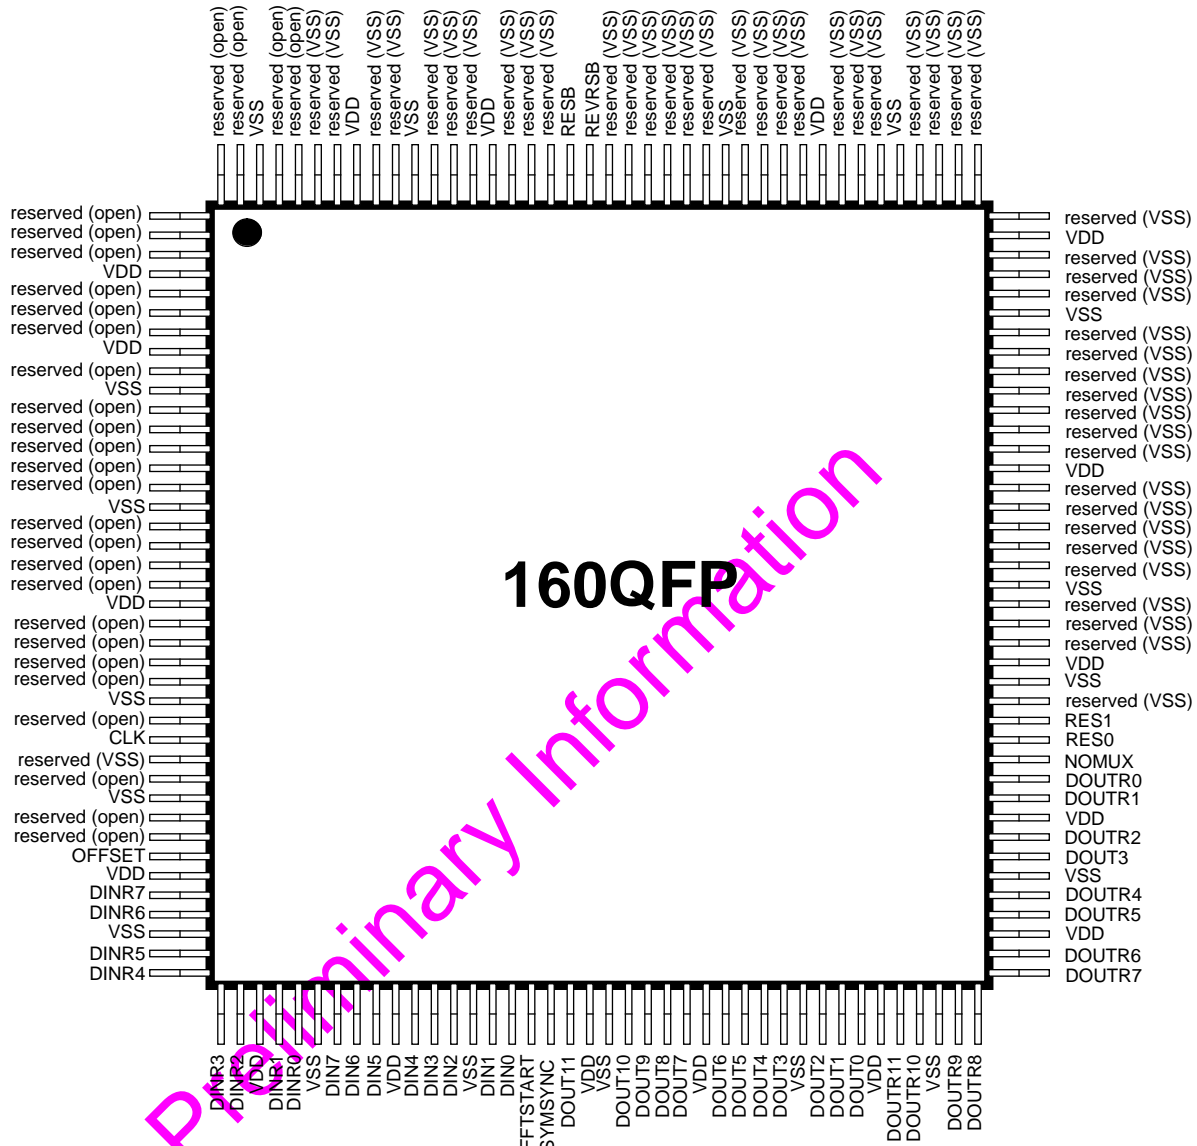 reserved (open)
reserved (open)
VSS
reserved (open)
reserved (open)
reserved (VSS)
reserved (VSS)
VDD
reserved (VSS)
reserved (VSS)
VSS
reserved (VSS)
reserved (VSS)
reserved (VSS)
VDD
reserved (VSS)
reserved (VSS)
reserved (VSS)
RESB
REVRSB
reserved (VSS)
reserved (VSS)
reserved (VSS)
reserved (VSS)
reserved (VSS)
reserved (VSS)
VSS
reserved (VSS)
reserved (VSS)
reserved (VSS)
reserved (VSS)
VDD
reserved (VSS)
reserved (VSS)
reserved (VSS)
VSS
reserved (VSS)
reserved (VSS)
reserved (VSS)
reserved (VSS)
reserved (open)
reserved (open)
reserved (open)
VDD
reserved (open)
reserved (open)
reserved (open)
VDD
reserved (open)
VSS
reserved (open)
reserved (open)
reserved (open)
reserved (open)
reserved (open)
VSS
reserved (open)
reserved (open)
reserved (open)
reserved (open)
VDD
reserved (open)
reserved (open)
reserved (open)
reserved (open)
VSS
reserved (open)
CLK
reserved (VSS)
reserved (open)
VSS
reserved (open)
reserved (open)
OFFSET
VDD
DINR7
DINR6
VSS
DINR5
DINR4
160QFP
Preliminary Information
reserved (VSS)
VDD
reserved (VSS)
reserved (VSS)
reserved (VSS)
VSS
reserved (VSS)
reserved (VSS)
reserved (VSS)
reserved (VSS)
reserved (VSS)
reserved (VSS)
reserved (VSS)
VDD
reserved (VSS)
reserved (VSS)
reserved (VSS)
reserved (VSS)
reserved (VSS)
VSS
reserved (VSS)
reserved (VSS)
reserved (VSS)
VDD
VSS
reserved (VSS)
RES1
RES0
NOMUX
DOUTR0
DOUTR1
VDD
DOUTR2
DOUT3
VSS
DOUTR4
DOUTR5
VDD
DOUTR6
DOUTR7
DINR3
DINR2
VDD
DINR1
DINR0
VSS
DIN7
DIN6
DIN5
VDD
DIN4
DIN3
DIN2
VSS
DIN1
DIN0
FFTSTART
SYMSYNC
DOUT11
VDD
VSS
DOUT10
DOUT9
DOUT8
DOUT7
VDD
DOUT6
DOUT5
DOUT4
DOUT3
VSS
DOUT2
DOUT1
DOUT0
VDD
DOUTR11
DOUTR10
VSS
DOUTR9
DOUTR8